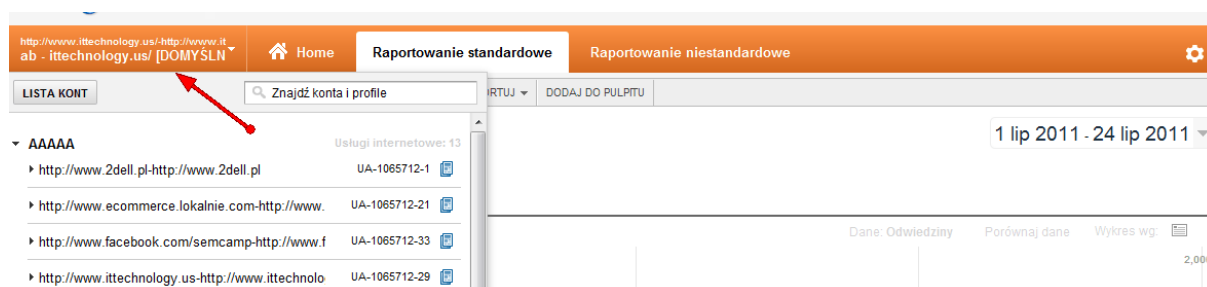 http://www.ittechnology.us/-http://www.it
ab - ittechnology.us/ [DOMYŚLN
Home
Raportowanie standardowe
Raportowanie niestandardowe
LISTA KONT
Znajdź konta i profile
RTUJ
DODAJ DO PULPITU
1 lip 2011 - 24 lip 2011
AAAAA
Usługi internetowe: 13
http://www.2dell.pl-http://www.2dell.pl UA-1065712-1
http://www.ecommerce.lokalnie.com-http://www. UA-1065712-21
Dane: Odwiedziny Porównaj dane Wykres wg:
http://www.facebook.com/semcamp-http://www.f UA-1065712-33
2,00
http://www.ittechnology.us-http://www.ittechnolo UA-1065712-29